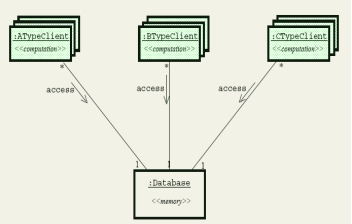 :ATypeClient
<<computation>>
:BTypeClient
<<computation>>
:CTypeClient
<<computation>>
*
*
*
access
access
access
1
1
1
:Database
<<memory>>